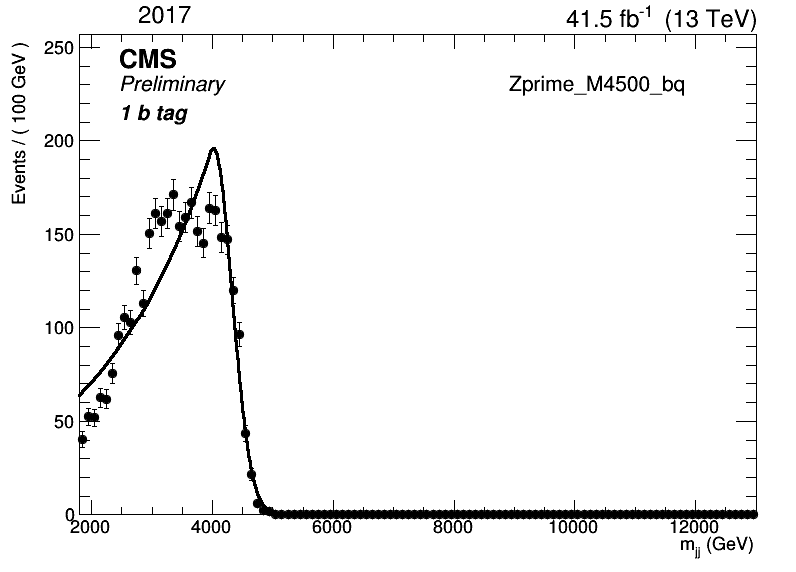 2017
41.5 fb⁻¹ (13 TeV)
CMS
Preliminary
1 b tag
Zprime_M4500_bq
Events / ( 100 GeV )
250
200
150
100
50
0
2000 4000 6000 8000 10000 12000
m_jj (GeV)